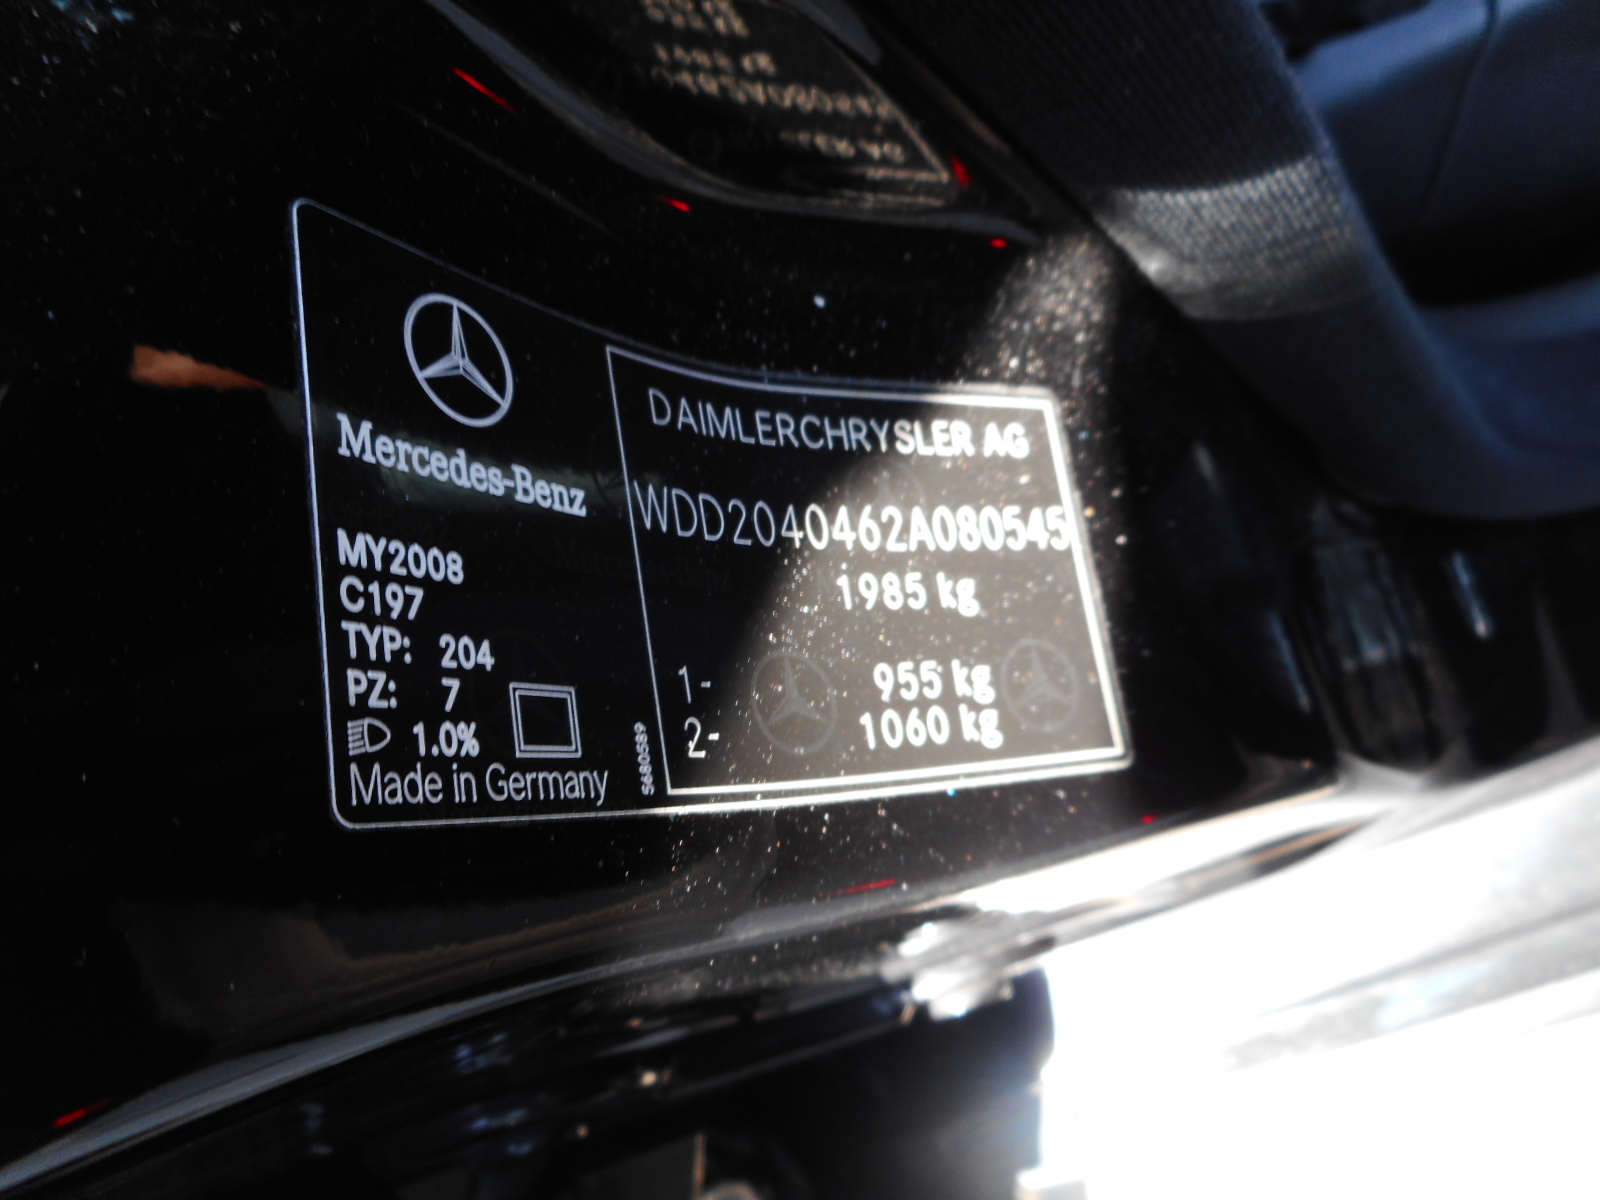 Mercedes-Benz
MY2008
C197
TYP: 204
PZ: 7
1.0%
Made in Germany
5680589
DAIMLERCHRYSLER AG
WDD2040462A080545
1985 kg
1- 955 kg
2- 1060 kg